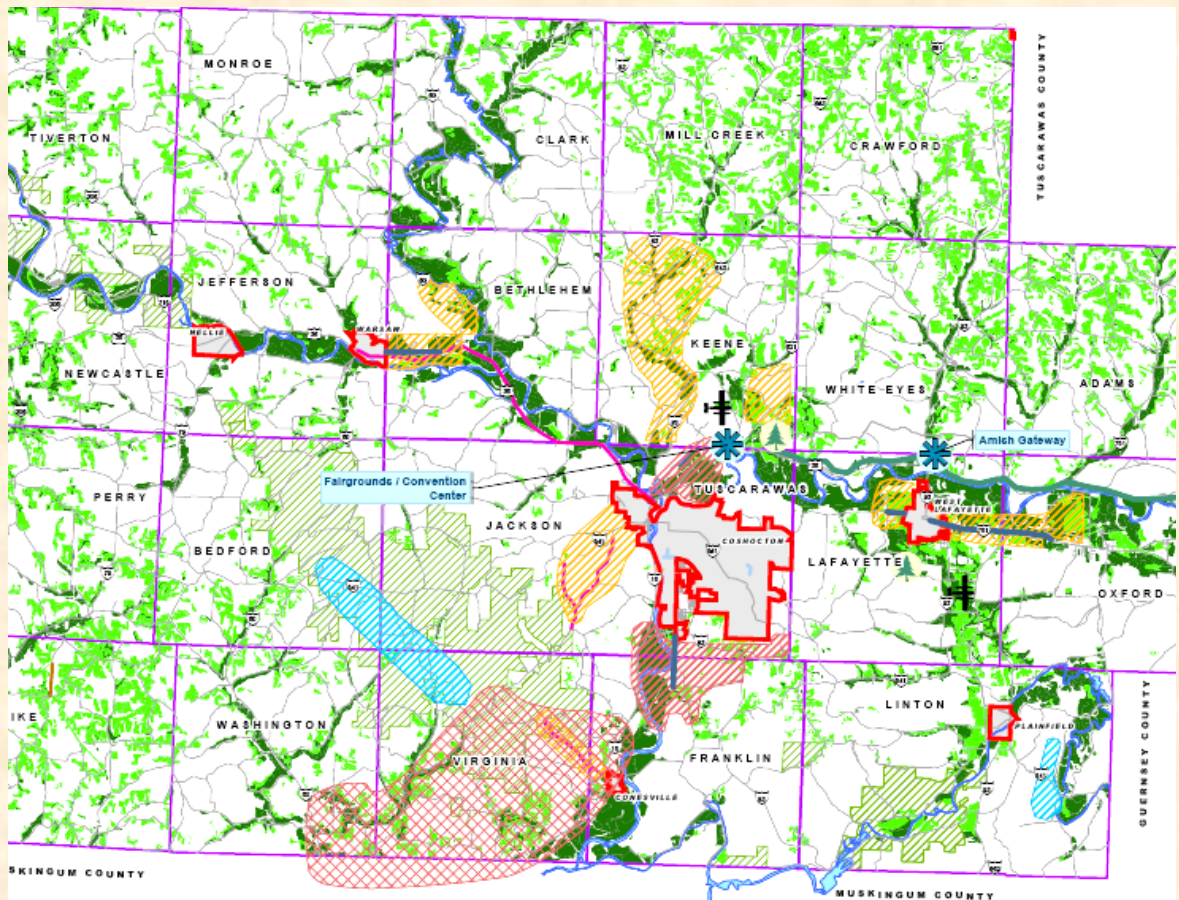 MONROE
TUSCARAWAS COUNTY
TIVERTON
CLARK
MILL CREEK
CRAWFORD
JEFFERSON
BETHLEHEM
NELLIE
WARSAW
KEENE
NEWCASTLE
WHITE EYES
ADAMS
Amish Gateway
Fairgrounds / Convention
Center
PERRY
TUSCARAWAS
WEST
LAFAYETTE
JACKSON
COSHOCTON
BEDFORD
LAFAYETTE
OXFORD
IKE
WASHINGTON
LINTON
PLAINFIELD
VIRGINIA
FRANKLIN
CONESVILLE
GUERNSEY COUNTY
SKINGUM COUNTY
MUSKINGUM COUNTY